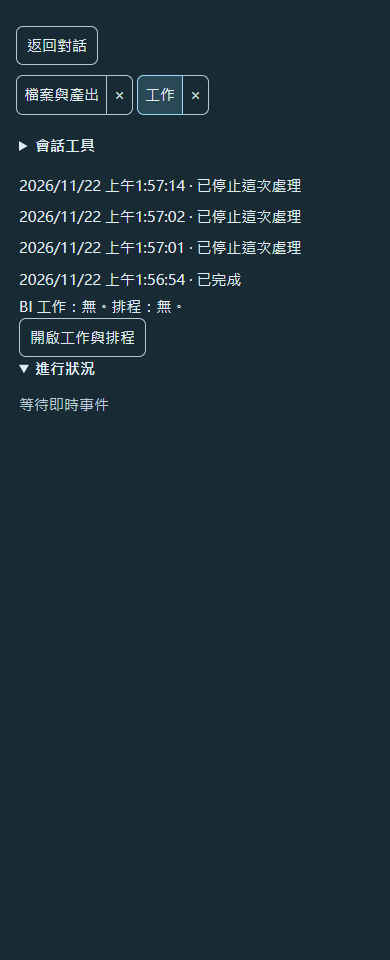 返回對話
檔案與產出 × 工作 ×
▶ 會話工具
2026/11/22 上午1:57:14 · 已停止這次處理
2026/11/22 上午1:57:02 · 已停止這次處理
2026/11/22 上午1:57:01 · 已停止這次處理
2026/11/22 上午1:56:54 · 已完成
BI 工作：無。排程：無。
開啟工作與排程
▼ 進行狀況
等待即時事件